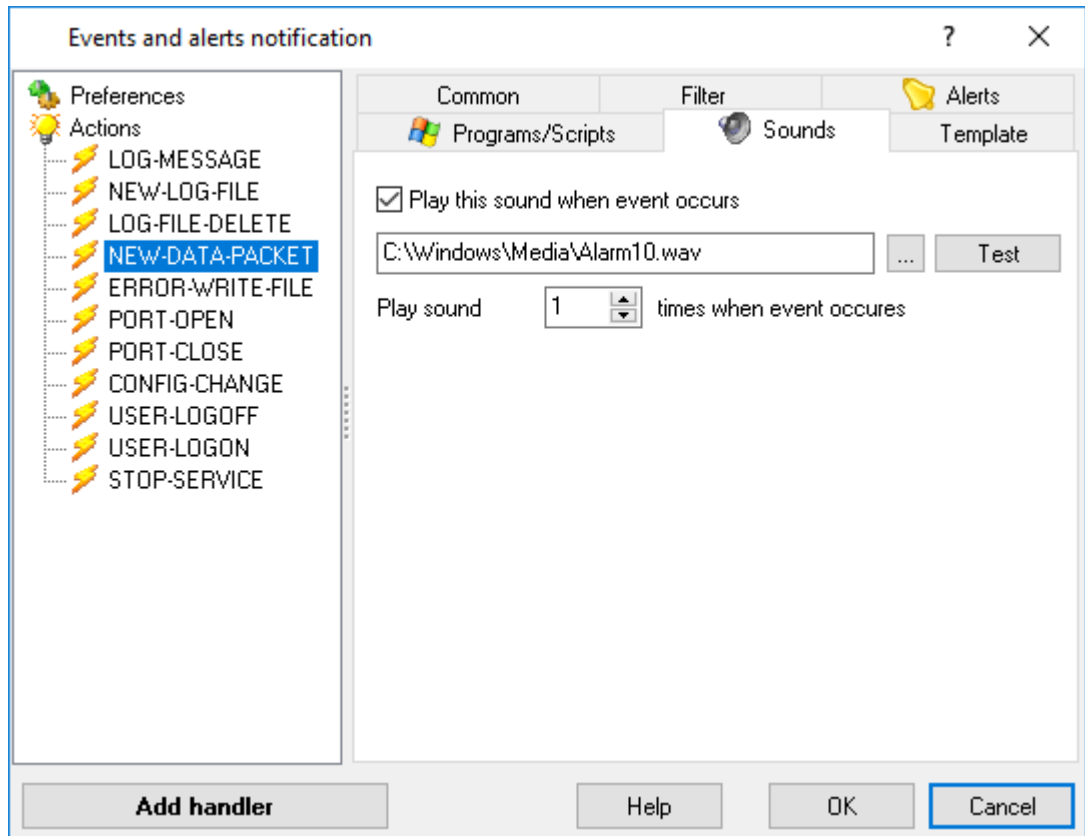 Events and alerts notification ?
Preferences
Actions
LOG-MESSAGE
NEW-LOG-FILE
LOG-FILE-DELETE
NEW-DATA-PACKET
ERROR-WRITE-FILE
PORT-OPEN
PORT-CLOSE
CONFIG-CHANGE
USER-LOGOFF
USER-LOGON
STOP-SERVICE
Common Filter Alerts
Programs/Scripts Sounds Template
Play this sound when event occurs
C:\Windows\Media\Alarm10.wav ... Test
Play sound 1 times when event occures
Add handler Help OK Cancel